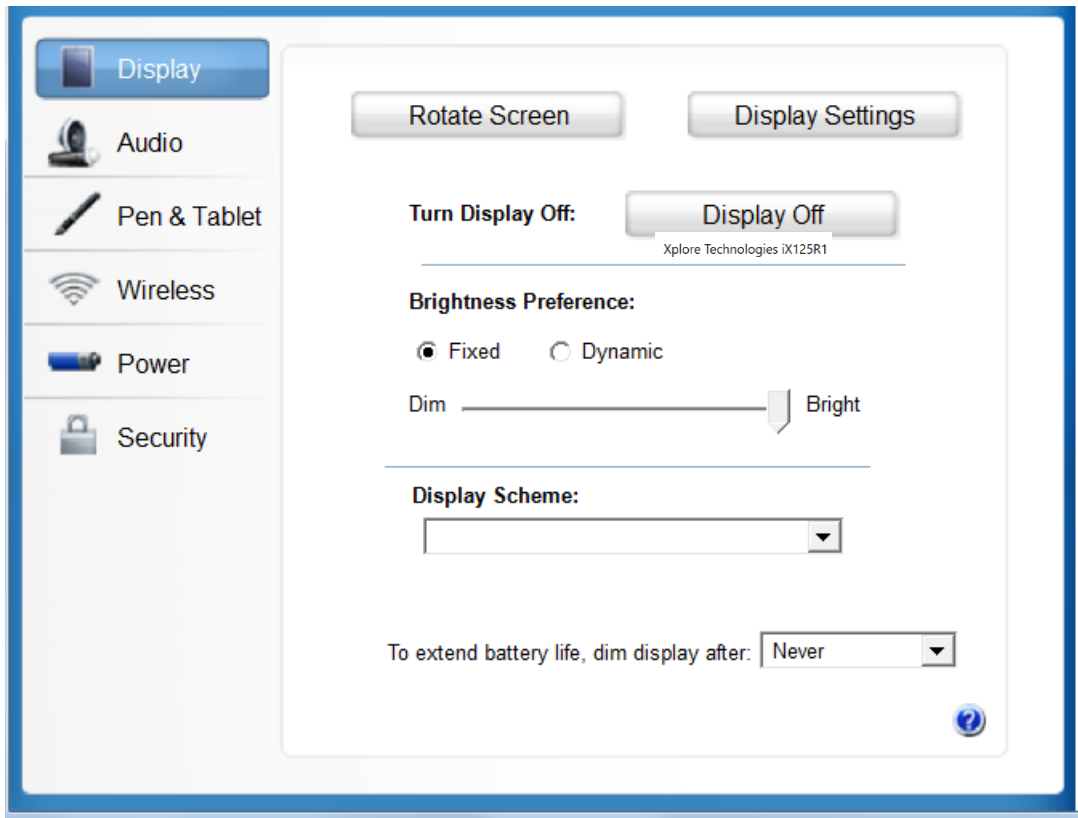 Display
Audio
Pen & Tablet
Wireless
Power
Security
Rotate Screen
Display Settings
Turn Display Off:
Display Off
Xplore Technologies iX125R1
Brightness Preference:
Fixed
Dynamic
Dim
Bright
Display Scheme:
To extend battery life, dim display after:
Never
?